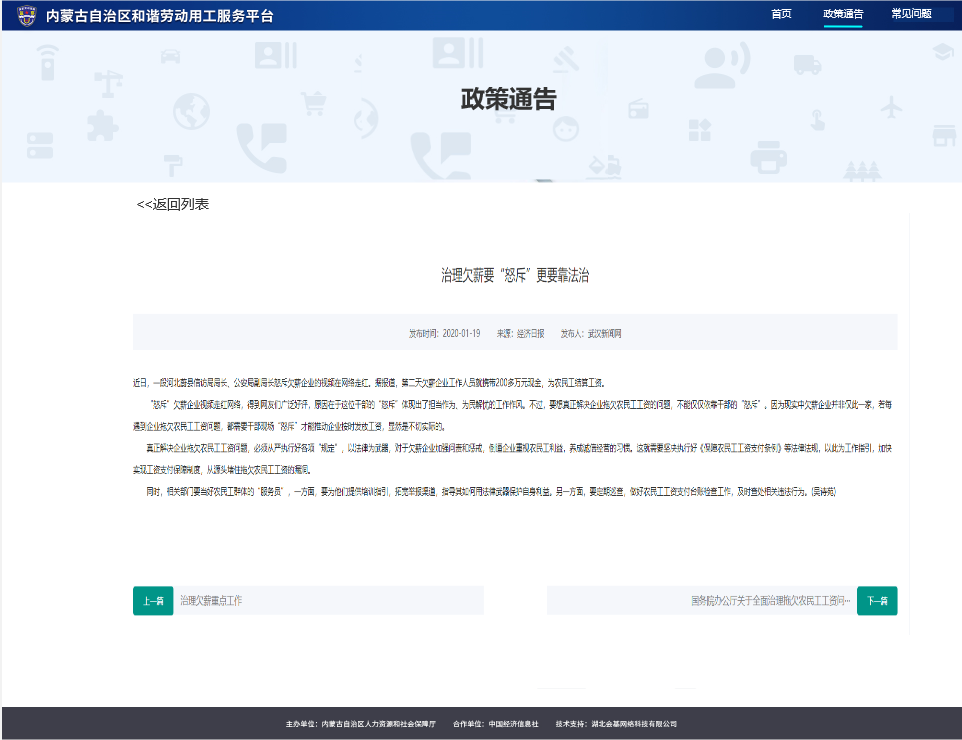 内蒙古自治区和谐劳动用工服务平台
首页 政策通告 常见问题
政策通告
<<返回列表
治理欠薪要“怒斥”更要靠法治
发布时间：2020-01-19 来源：经济日报 发布人：武汉新闻网
近日，一段河北蔚县信访局局长、公安局副局长怒斥欠薪企业的视频在网络走红。据报道，第二天欠薪企业工作人员就携带200多万元现金，为农民工结算工资。
“怒斥”欠薪企业视频走红网络，得到网友们广泛好评，原因在于这位干部的“怒斥”体现出了担当作为、为民解忧的工作作风。不过，要想真正解决企业拖欠农民工工资的问题，不能仅仅依靠干部的“怒斥”。因为现实中欠薪企业并非仅此一家，若每
遇到企业拖欠农民工工资问题，都需要干部现场“怒斥”才能推动企业按时发放工资，显然是不切实际的。
真正解决企业拖欠农民工工资问题，必须从严执行好各项“规定”，以法律为武器，对于欠薪企业加强问责和惩戒，倒逼企业重视农民工利益，养成诚信经营的习惯。这就需要坚决执行好《保障农民工工资支付条例》等法律法规，以此为工作指引，加快
实现工资支付保障制度，从源头堵住拖欠农民工工资的漏洞。
同时，相关部门要当好农民工群体的“服务员”，一方面，要为他们提供培训指引，拓宽举报渠道，指导其如何用法律武器保护自身利益。另一方面，要定期巡查，做好农民工工资支付台账检查工作，及时查处相关违法行为。(吴诗苑)
上一篇 治理欠薪重点工作 国务院办公厅关于全面治理拖欠农民工工资问… 下一篇
主办单位：内蒙古自治区人力资源和社会保障厅 合作单位：中国经济信息社 技术支持：湖北会基网络科技有限公司